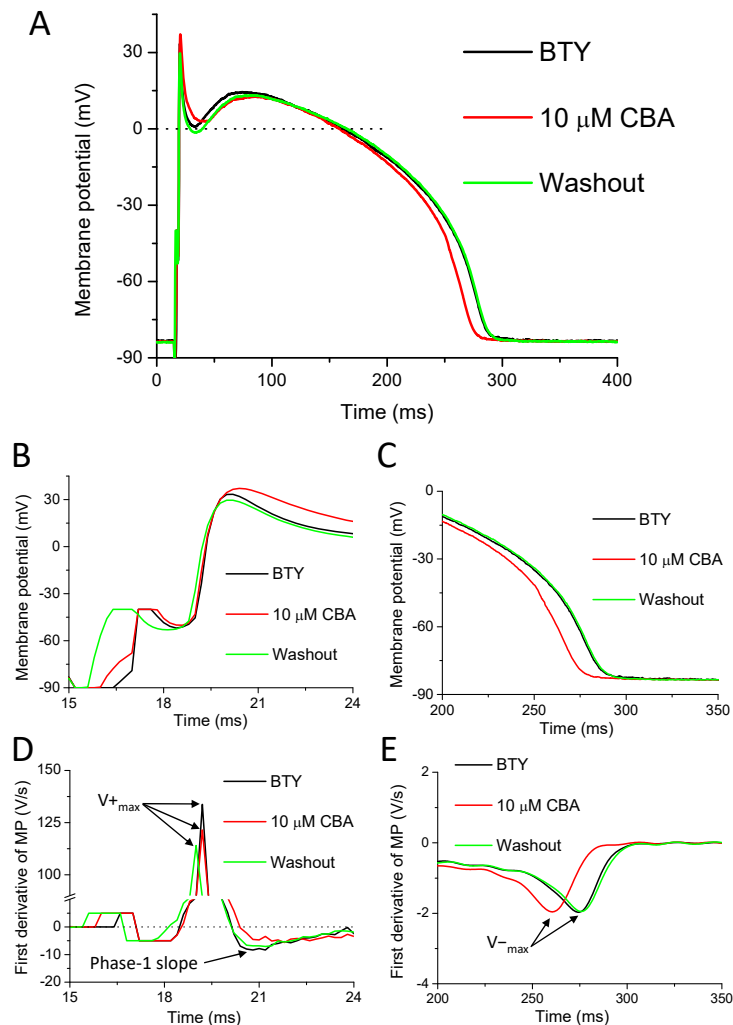 A
BTY
10 μM CBA
Washout
Membrane potential (mV)
30
0
-30
-60
-90
0 100 200 300 400
Time (ms)
B
Membrane potential (mV)
30
0
-30
-60
-90
BTY
10 μM CBA
Washout
15 18 21 24
Time (ms)
C
Membrane potential (mV)
0
-30
-60
-90
BTY
10 μM CBA
Washout
200 250 300 350
Time (ms)
D
First derivative of MP (V/s)
150
125
100
0
-10
-20
V+max
BTY
10 μM CBA
Washout
Phase-1 slope
15 18 21 24
Time (ms)
E
First derivative of MP (V/s)
2
0
-2
-4
BTY
10 μM CBA
Washout
V−max
200 250 300 350
Time (ms)